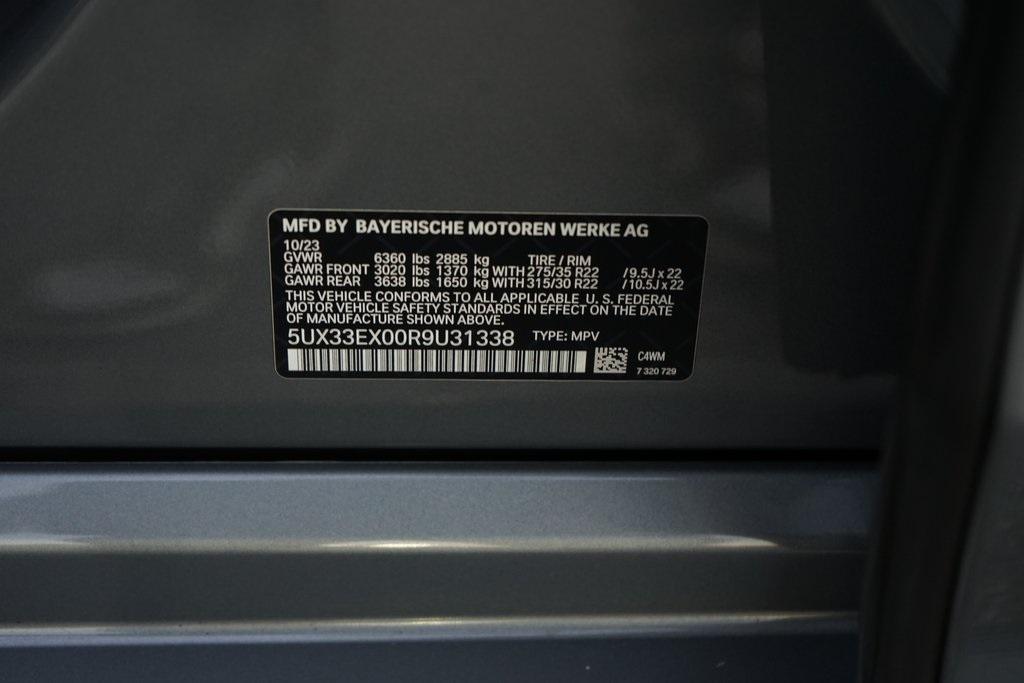 MFD BY BAYERISCHE MOTOREN WERKE AG
10/23
GVWR 6360 lbs 2885 kg TIRE / RIM
GAWR FRONT 3020 lbs 1370 kg WITH 275/35 R22 / 9.5J x 22
GAWR REAR 3638 lbs 1650 kg WITH 315/30 R22 / 10.5J x 22
THIS VEHICLE CONFORMS TO ALL APPLICABLE U. S. FEDERAL
MOTOR VEHICLE SAFETY STANDARDS IN EFFECT ON THE DATE
OF MANUFACTURE SHOWN ABOVE.
5UX33EX00R9U31338 TYPE: MPV
C4WM
7 320 729